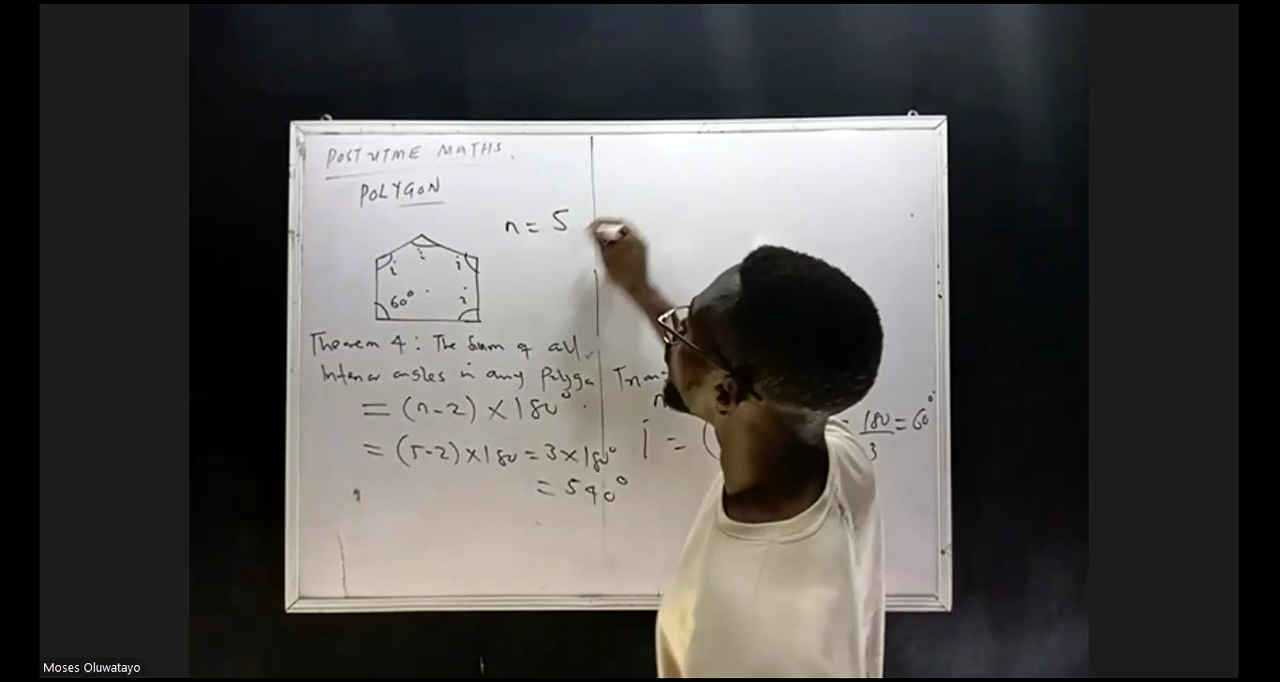 POST UTME MATHS.
POLYGON
n = 5
i
i
i
60°
i
Theorem 4: The Sum of all
Interior angles in any Polygo
= (n-2) × 180°.
= (5-2) × 180 = 3 × 180°
= 540°
n
i = (
= 180/3 = 60°
Moses Oluwatayo